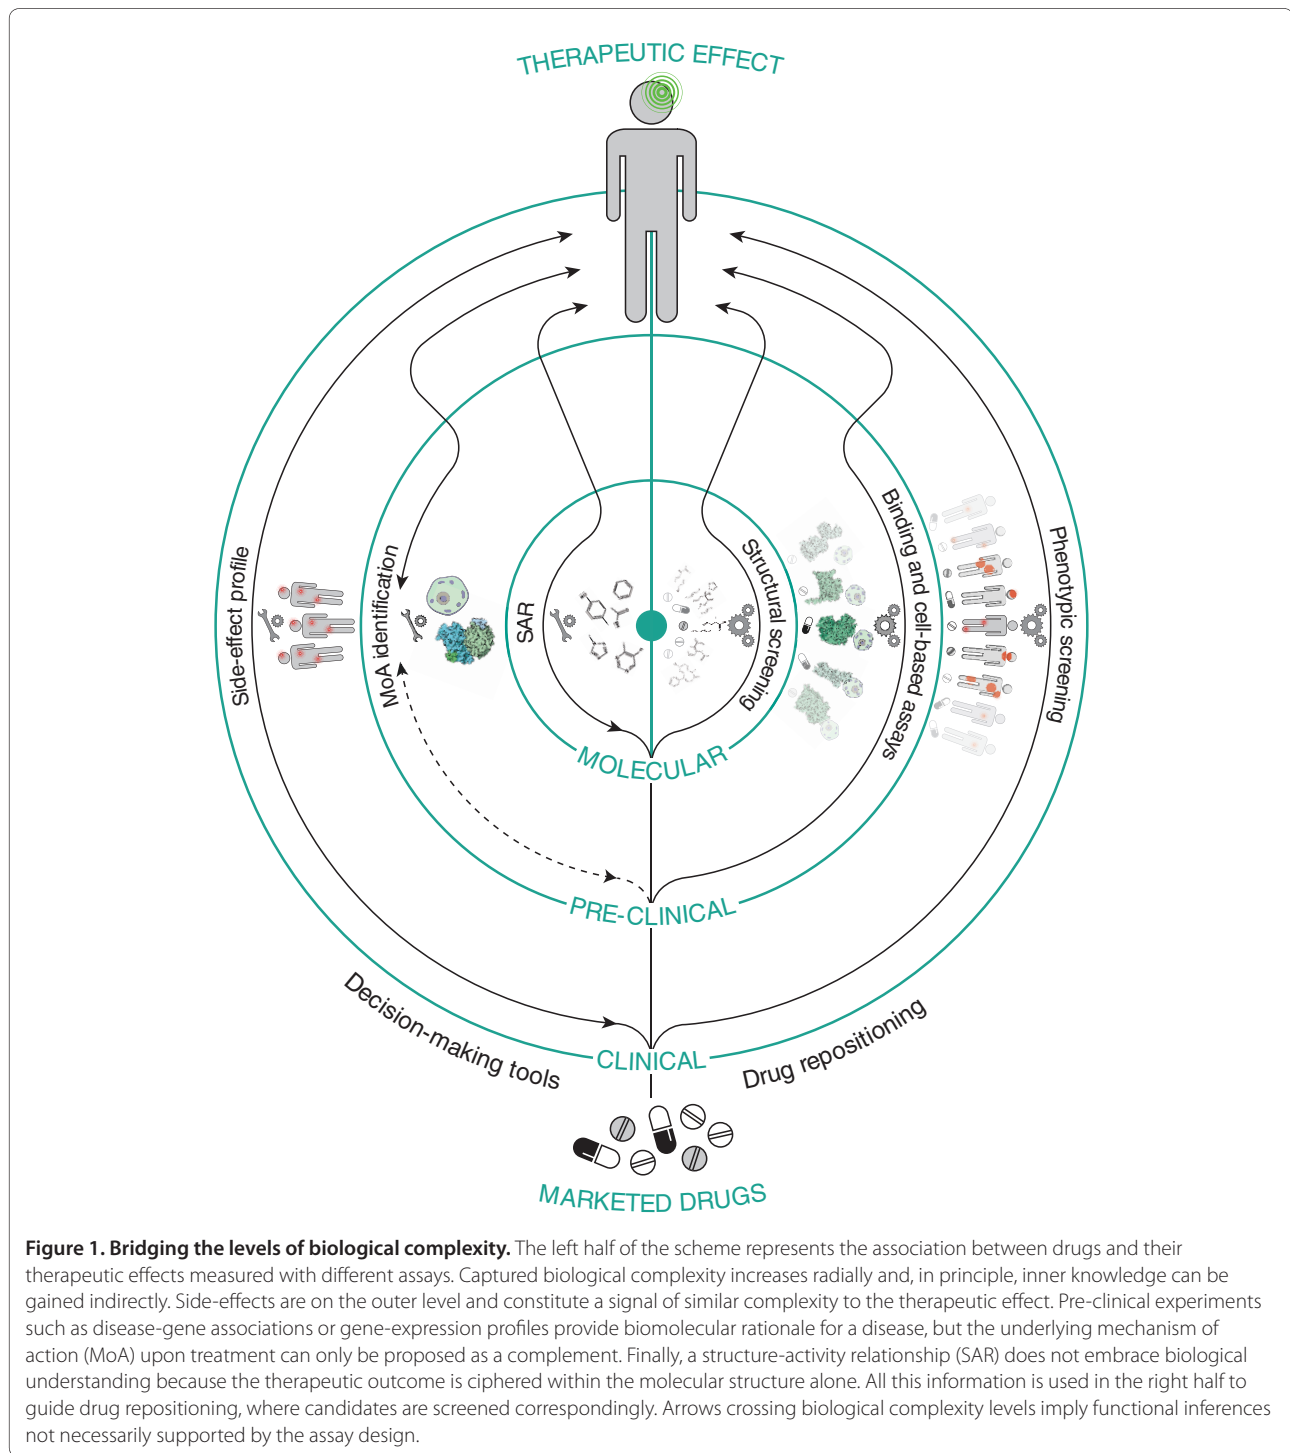 THERAPEUTIC EFFECT
Side-effect profile
MoA identification
SAR
Structural screening
Binding and cell-based assays
Phenotypic screening
MOLECULAR
PRE-CLINICAL
CLINICAL
Decision-making tools
Drug repositioning
MARKETED DRUGS
Figure 1. Bridging the levels of biological complexity. The left half of the scheme represents the association between drugs and their
therapeutic effects measured with different assays. Captured biological complexity increases radially and, in principle, inner knowledge can be
gained indirectly. Side-effects are on the outer level and constitute a signal of similar complexity to the therapeutic effect. Pre-clinical experiments
such as disease-gene associations or gene-expression profiles provide biomolecular rationale for a disease, but the underlying mechanism of
action (MoA) upon treatment can only be proposed as a complement. Finally, a structure-activity relationship (SAR) does not embrace biological
understanding because the therapeutic outcome is ciphered within the molecular structure alone. All this information is used in the right half to
guide drug repositioning, where candidates are screened correspondingly. Arrows crossing biological complexity levels imply functional inferences
not necessarily supported by the assay design.